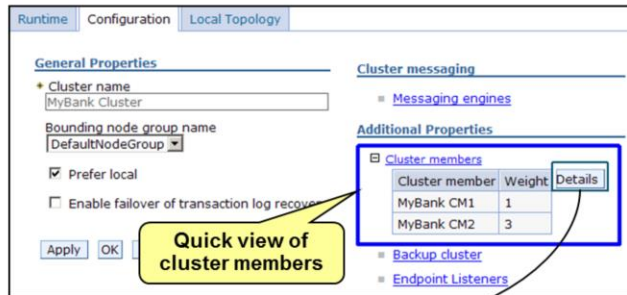 Runtime Configuration Local Topology
General Properties
Cluster name
MyBank Cluster
Bounding node group name
DefaultNodeGroup
Prefer local
Enable failover of transaction log
Apply OK
Cluster messaging
Messaging engines
Additional Properties
Cluster members
Cluster member Weight Details
MyBank CM1 1
MyBank CM2 3
Backup cluster
Endpoint Listeners
Quick view of
cluster members